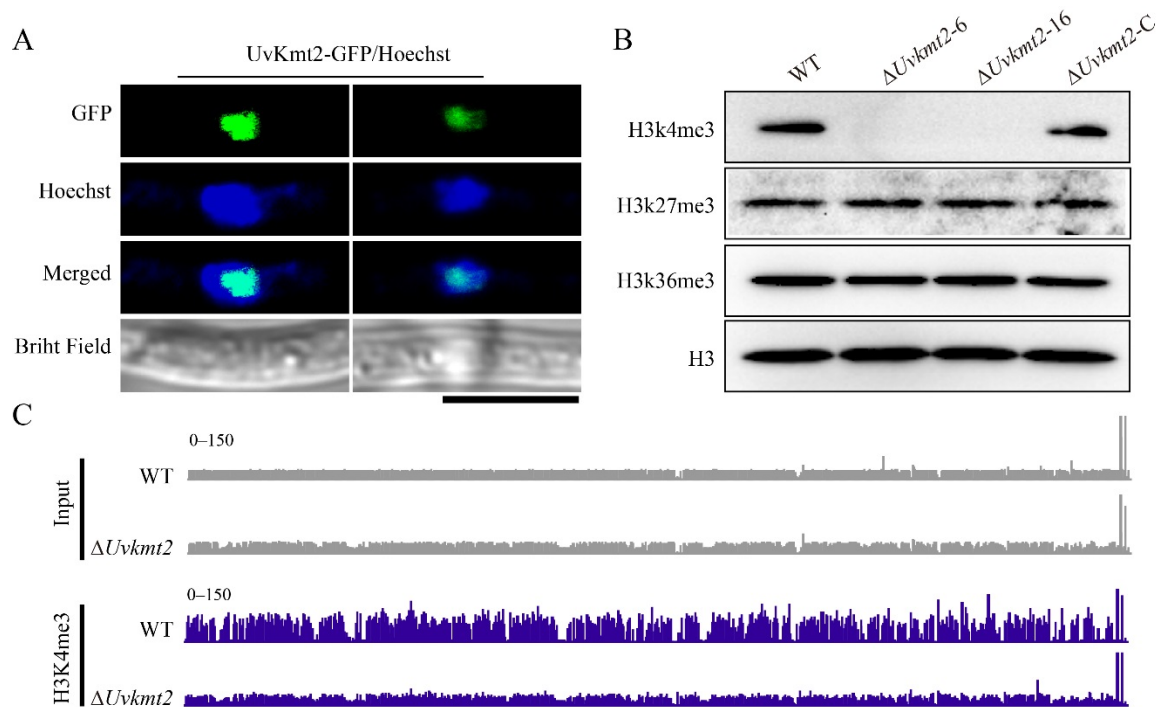 A
UvKmt2-GFP/Hoechst
GFP
Hoechst
Merged
Briht Field
B
WT
ΔUvkmt2-6
ΔUvkmt2-16
ΔUvkmt2-C
H3k4me3
H3k27me3
H3k36me3
H3
C
Input
0–150
WT
ΔUvkmt2
H3K4me3
0–150
WT
ΔUvkmt2